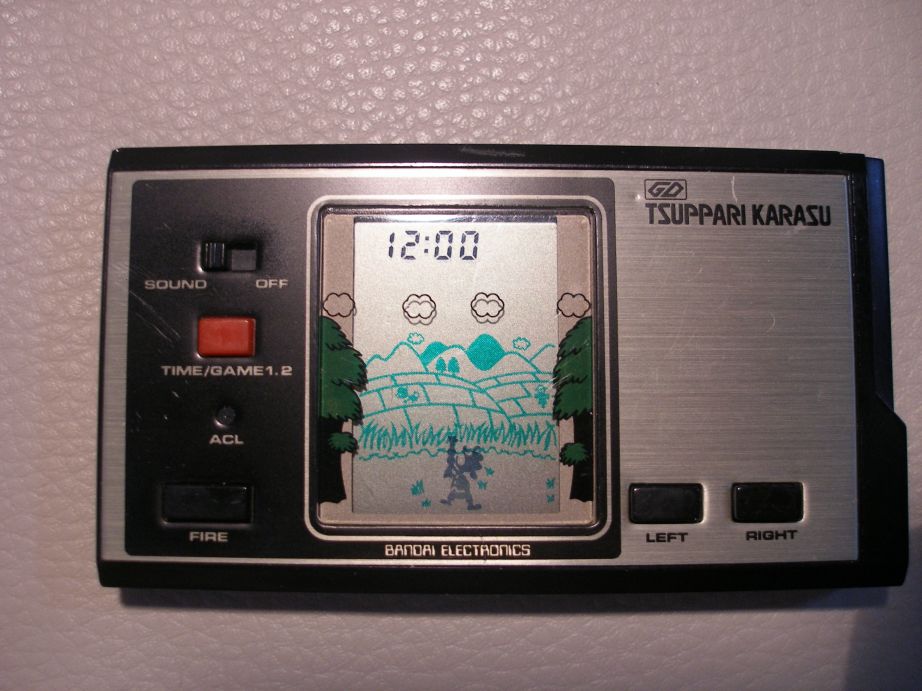 GD
TSUPPARI KARASU
12:00
SOUND OFF
TIME/GAME1.2
ACL
FIRE
LEFT RIGHT
BANDAI ELECTRONICS